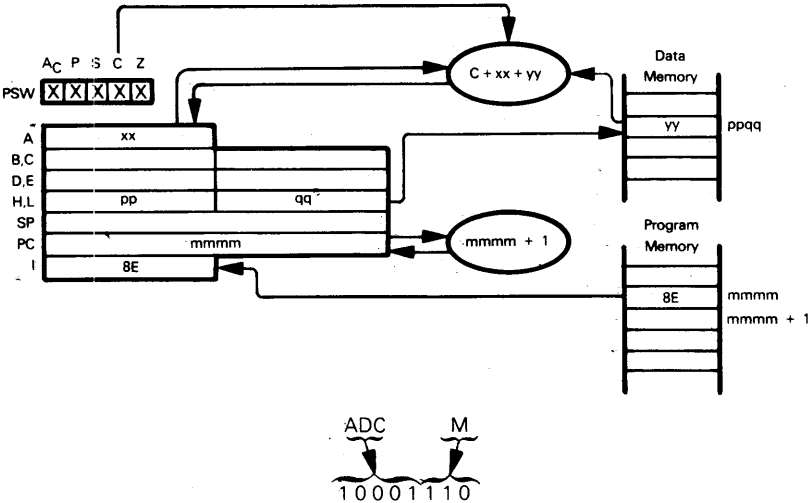 A_C P S C Z
PSW X X X X X
C + xx + yy
Data
Memory
yy ppqq
A xx
B,C
D,E
H,L pp qq
SP
PC mmmm
mmmm + 1
I 8E
Program
Memory
8E mmmm
mmmm + 1
ADC M
10001110